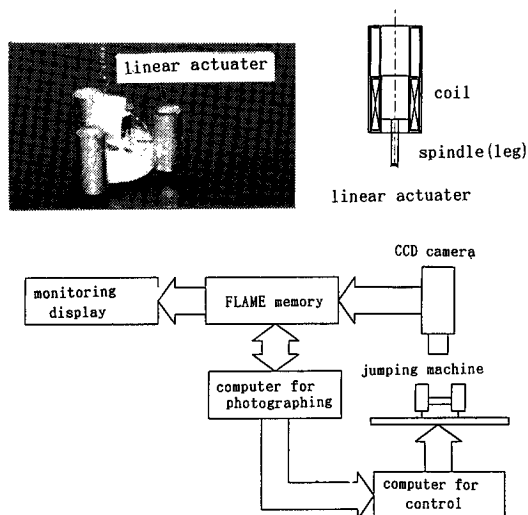 linear actuater
coil
spindle(leg)
linear actuater
CCD camera
monitoring
display
FLAME memory
jumping machine
computer for
photographing
computer for
control